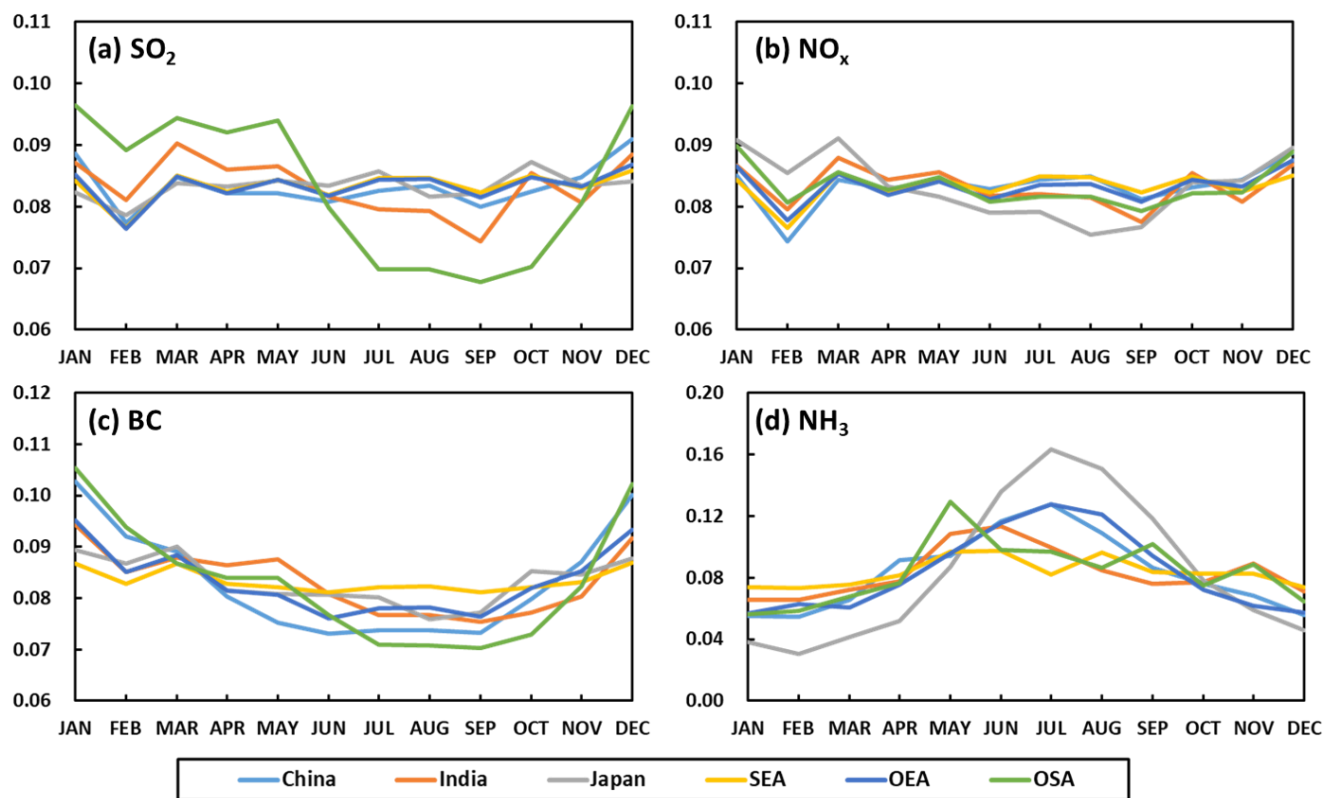 (a) SO₂
0.11
0.10
0.09
0.08
0.07
0.06
JAN FEB MAR APR MAY JUN JUL AUG SEP OCT NOV DEC
(b) NOₓ
0.11
0.10
0.09
0.08
0.07
0.06
JAN FEB MAR APR MAY JUN JUL AUG SEP OCT NOV DEC
(c) BC
0.12
0.11
0.10
0.09
0.08
0.07
0.06
JAN FEB MAR APR MAY JUN JUL AUG SEP OCT NOV DEC
(d) NH₃
0.20
0.16
0.12
0.08
0.04
0.00
JAN FEB MAR APR MAY JUN JUL AUG SEP OCT NOV DEC
China India Japan SEA OEA OSA